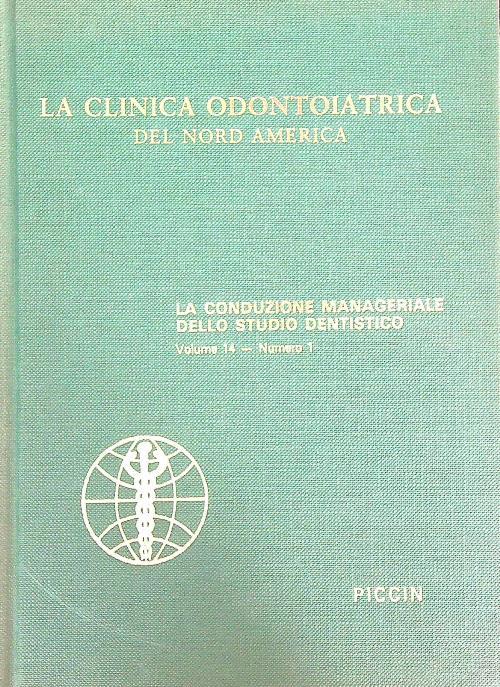 LA CLINICA ODONTOIATRICA
DEL NORD AMERICA
LA CONDUZIONE MANAGERIALE
DELLO STUDIO DENTISTICO
Volume 14 — Numero 1
PICCIN